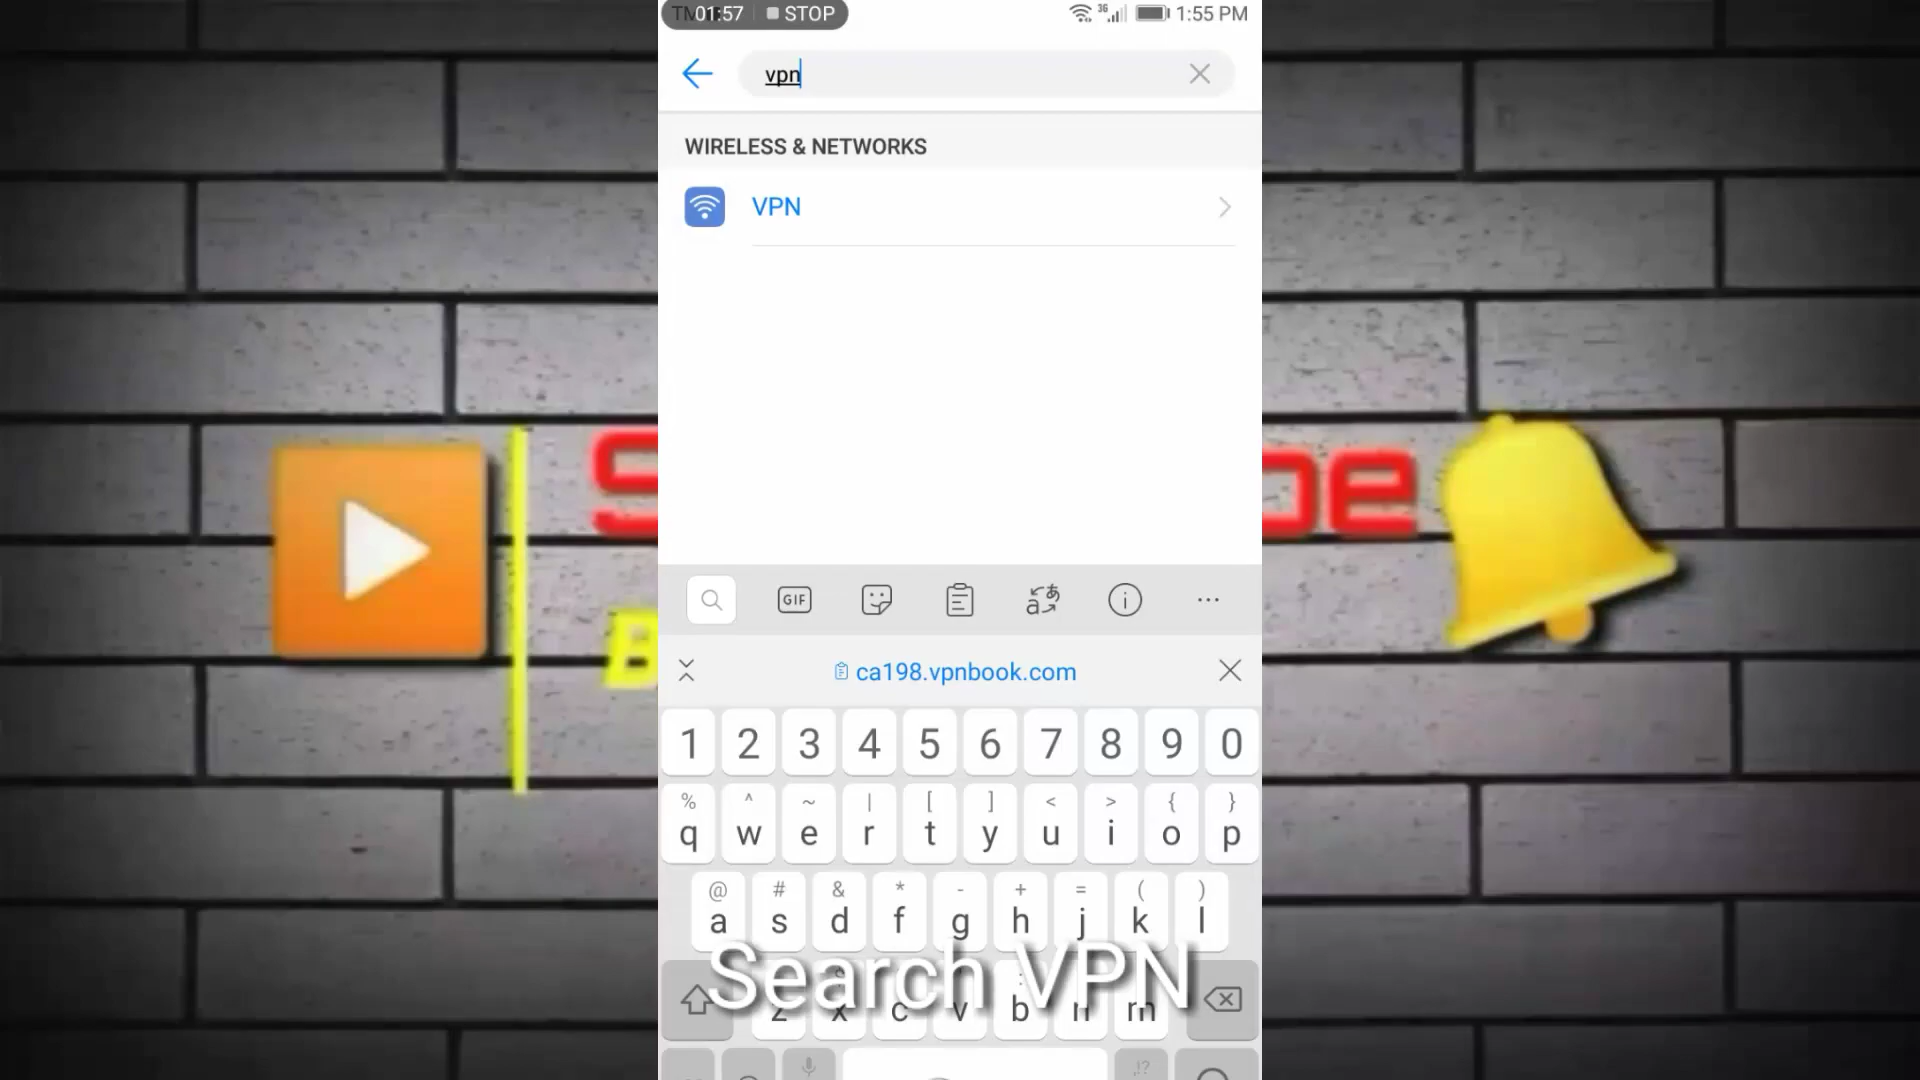 01:57 STOP 3G 1:55 PM
vpn
WIRELESS & NETWORKS
VPN
GIF
ca198.vpnbook.com
1 2 3 4 5 6 7 8 9 0
% ^ ~ | [ ] < > { }
q w e r t y u i o p
@ # & * - + = ( )
a s d f g h j k l
Search VPN
z x c v b n m
,!?